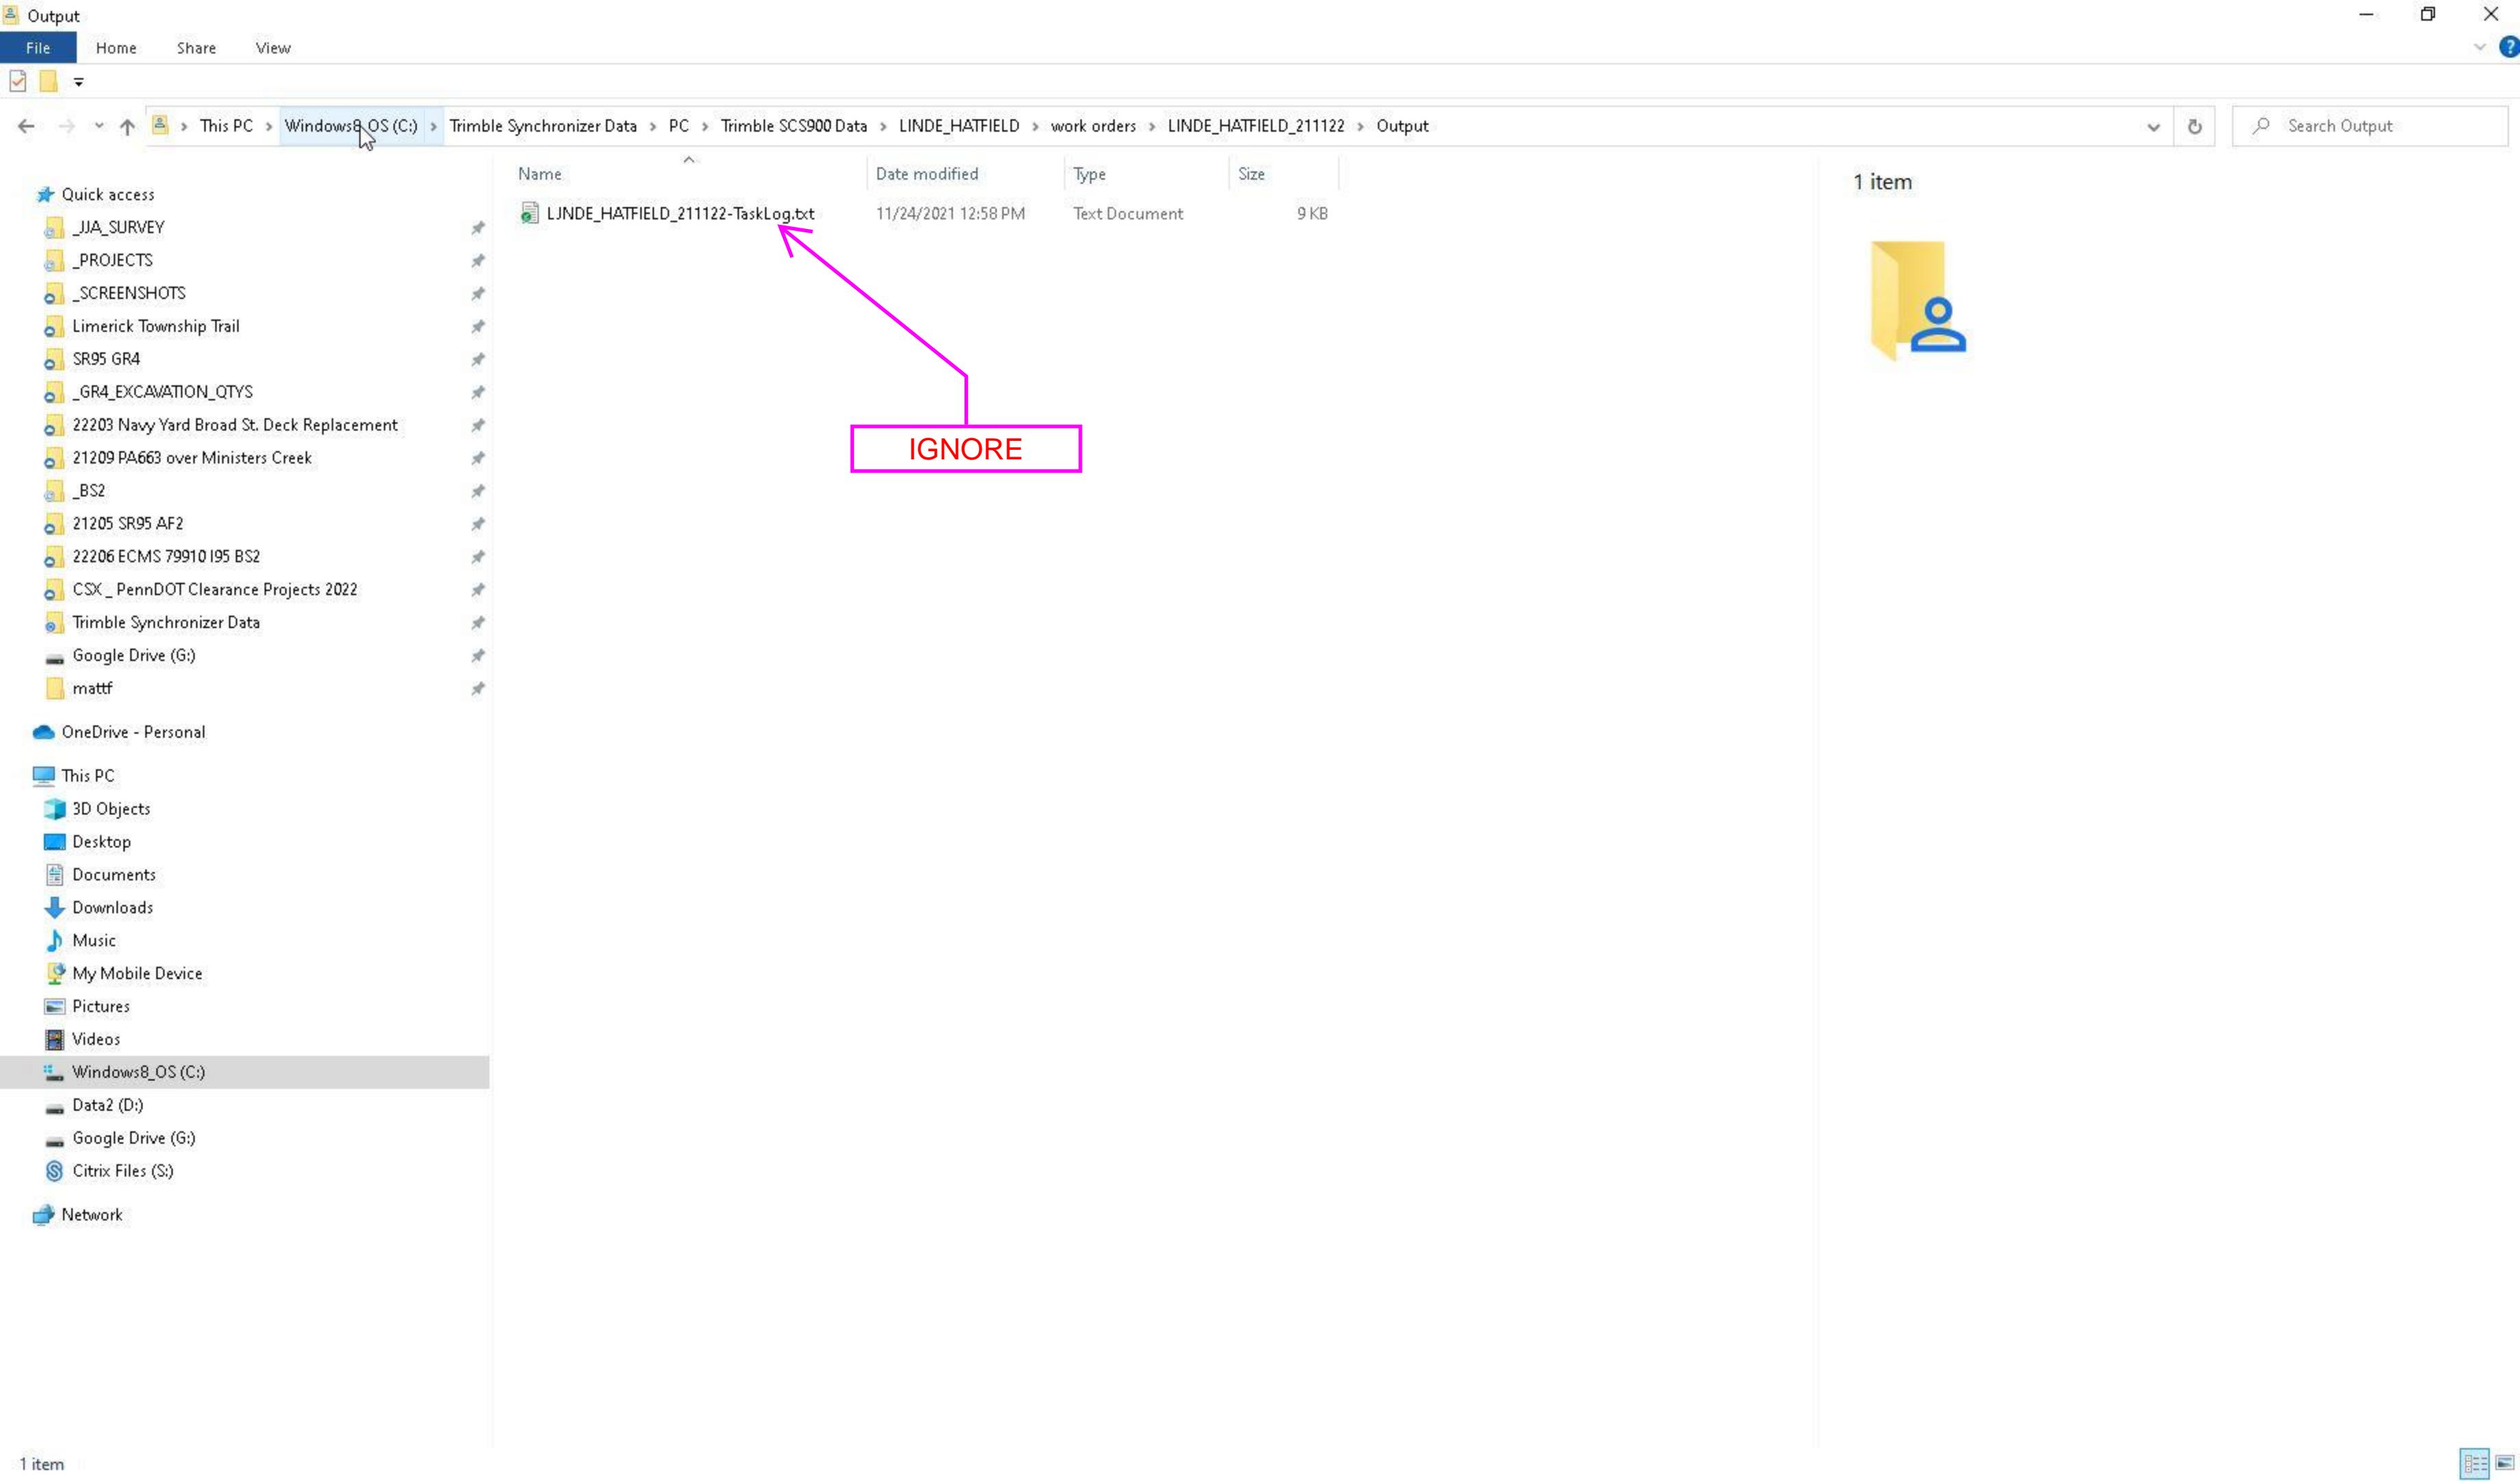 Output
File Home Share View
This PC > Windows8_OS (C:) > Trimble Synchronizer Data > PC > Trimble SCS900 Data > LINDE_HATFIELD > work orders > LINDE_HATFIELD_211122 > Output
Search Output
Name Date modified Type Size
LJNDE_HATFIELD_211122-TaskLog.txt 11/24/2021 12:58 PM Text Document 9 KB
1 item
IGNORE
Quick access
_JJA_SURVEY
_PROJECTS
_SCREENSHOTS
Limerick Township Trail
SR95 GR4
_GR4_EXCAVATION_QTYS
22203 Navy Yard Broad St. Deck Replacement
21209 PA663 over Ministers Creek
_BS2
21205 SR95 AF2
22206 ECMS 79910 I95 BS2
CSX _ PennDOT Clearance Projects 2022
Trimble Synchronizer Data
Google Drive (G:)
mattf
OneDrive - Personal
This PC
3D Objects
Desktop
Documents
Downloads
Music
My Mobile Device
Pictures
Videos
Windows8_OS (C:)
Data2 (D:)
Google Drive (G:)
Citrix Files (S:)
Network
1 item